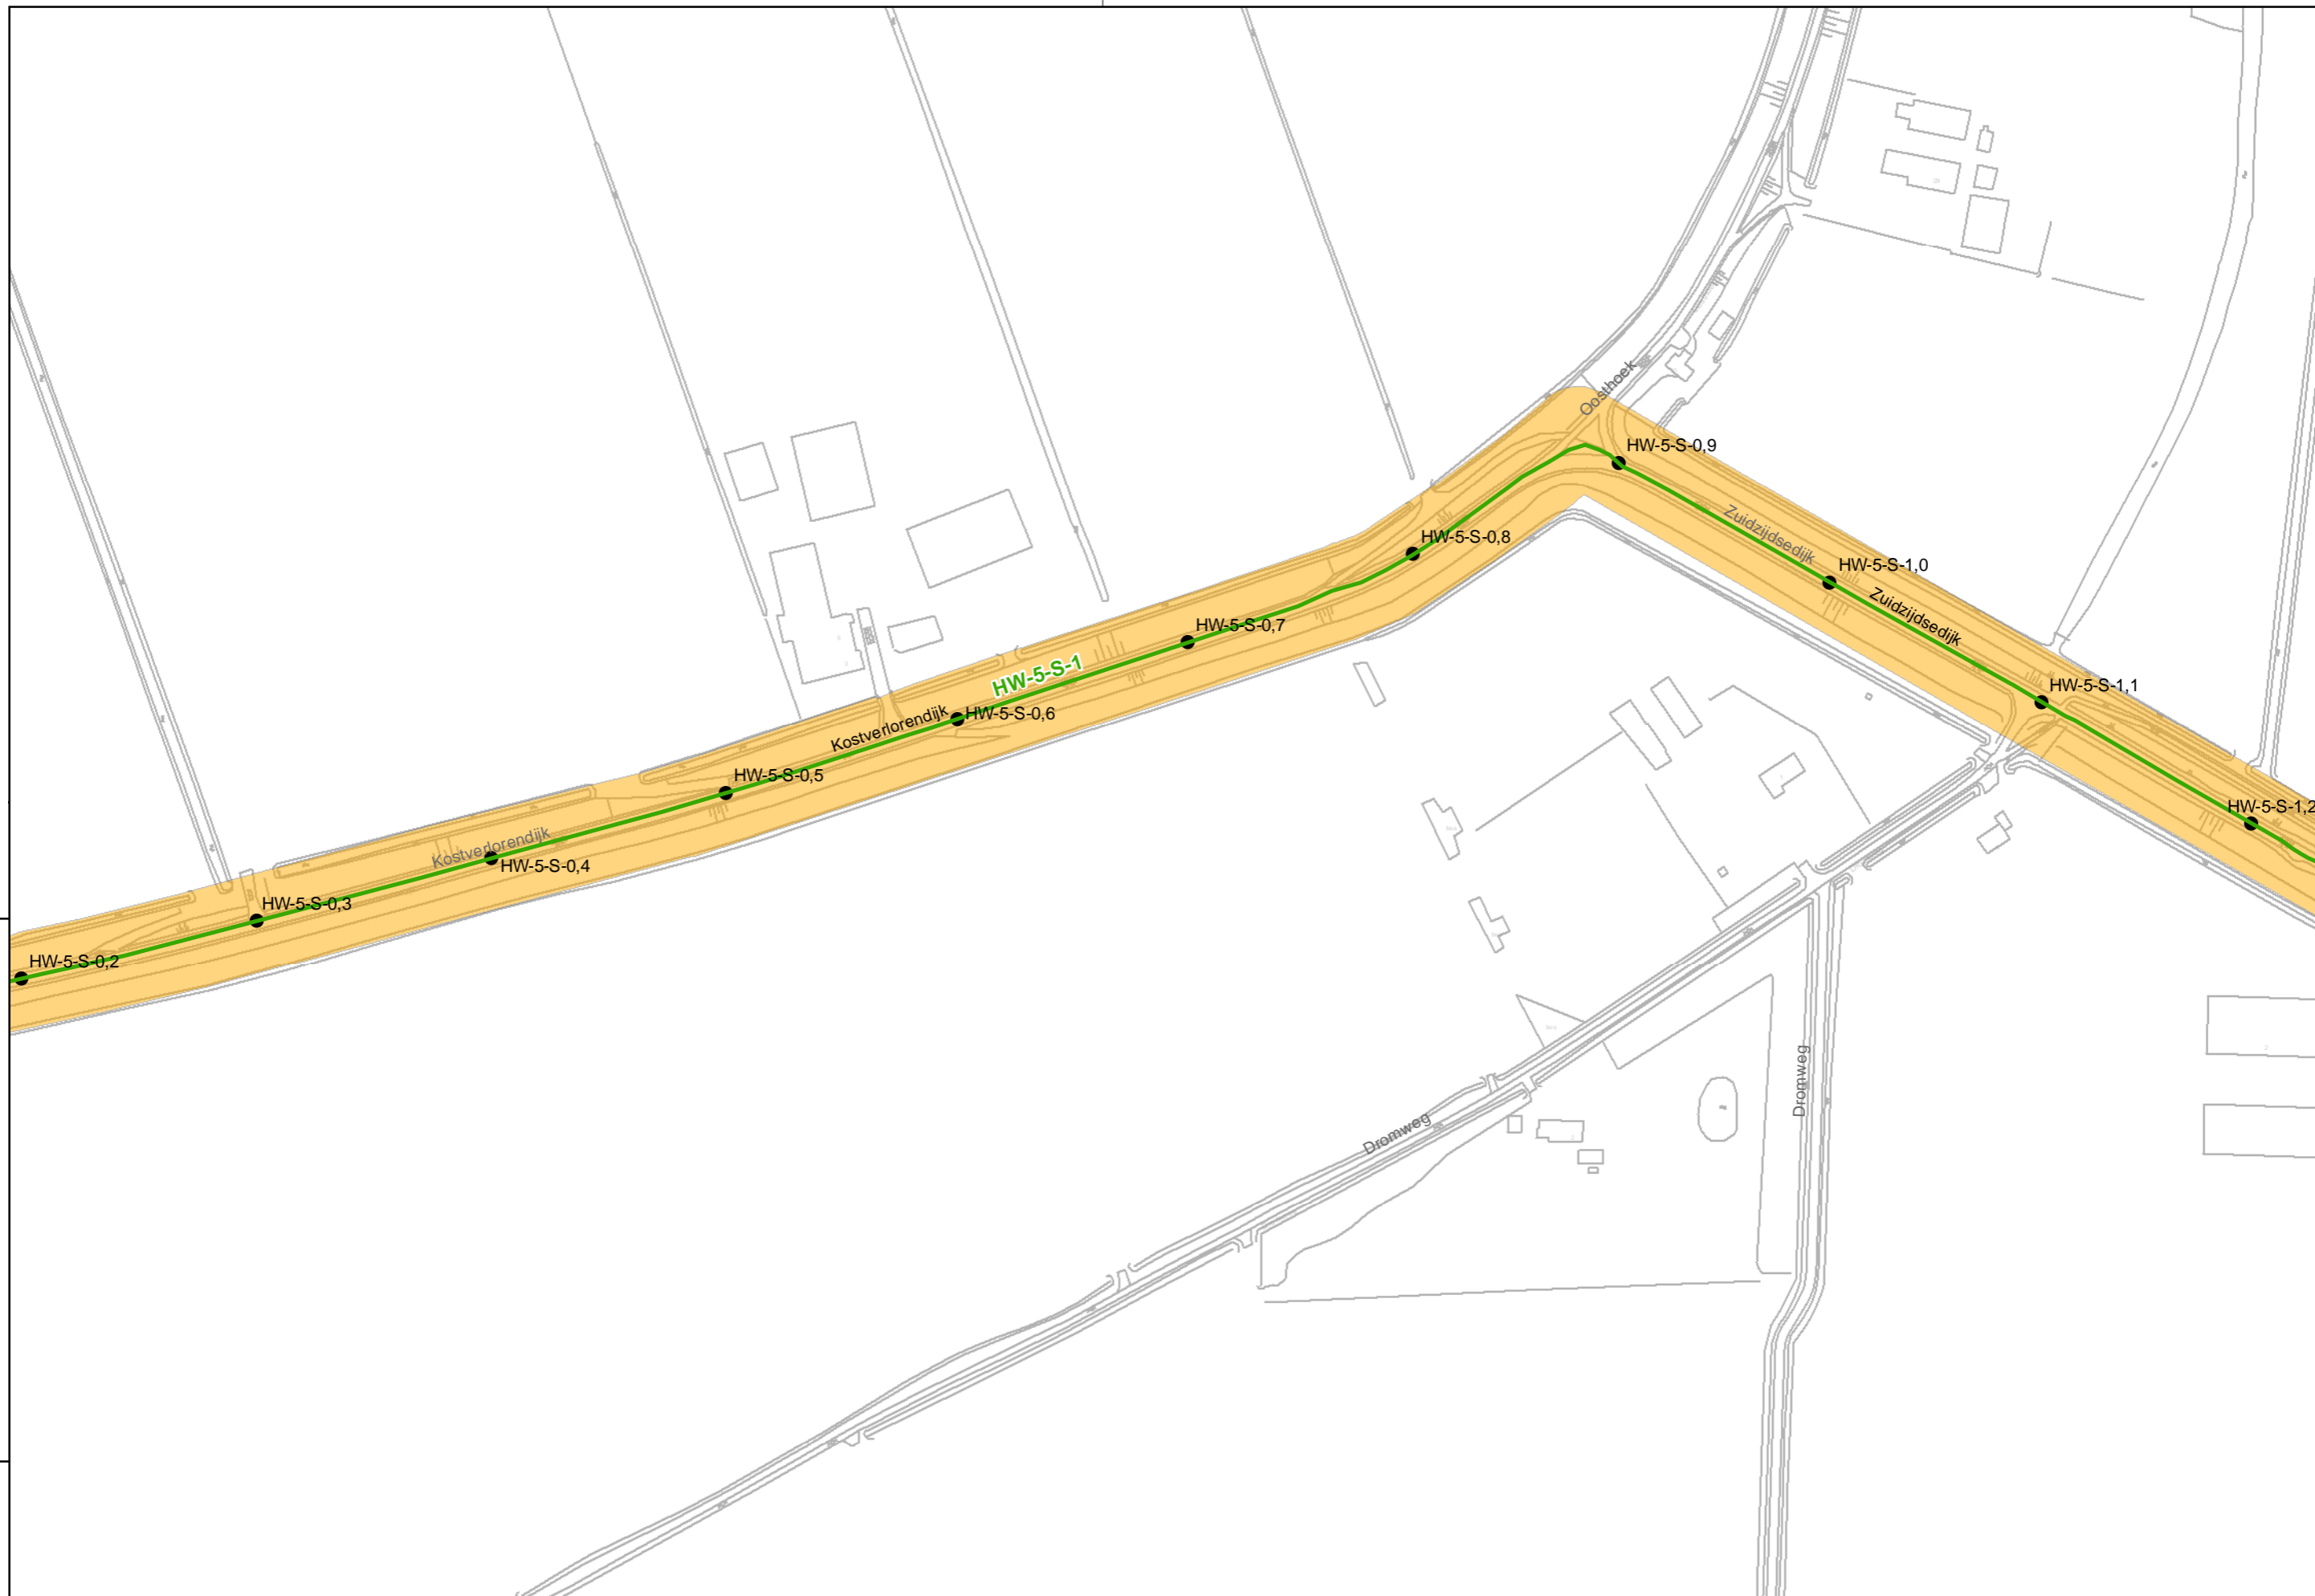 Oosthoek
HW-5-S-0,9
Zuidzijdsedijk
HW-5-S-0,8
HW-5-S-1,0
Zuidzijdsedijk
HW-5-S-0,7
HW-5-S-1
HW-5-S-1,1
Kostverlorendijk
HW-5-S-0,6
HW-5-S-0,5
HW-5-S-1,2
Kostverlorendijk
HW-5-S-0,4
HW-5-S-0,3
HW-5-S-0,2
Dromweg
Dromweg